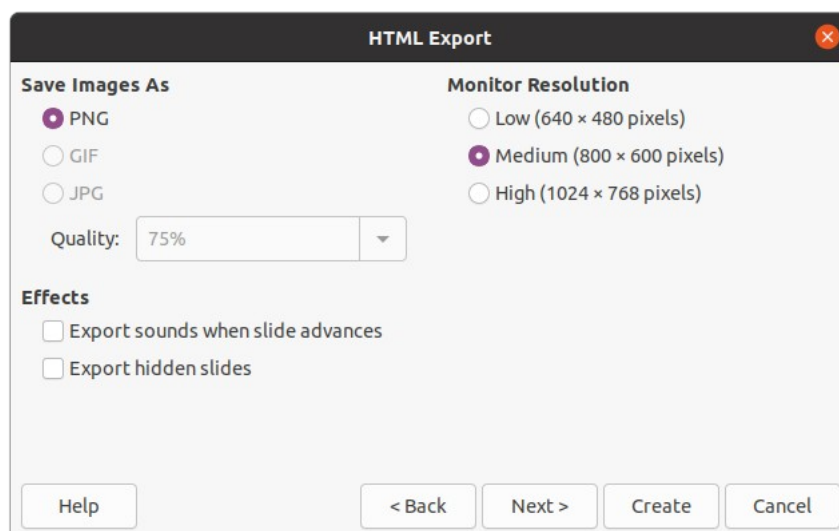 HTML Export
Save Images As
PNG
GIF
JPG
Quality: 75%
Monitor Resolution
Low (640 × 480 pixels)
Medium (800 × 600 pixels)
High (1024 × 768 pixels)
Effects
Export sounds when slide advances
Export hidden slides
Help
< Back
Next >
Create
Cancel